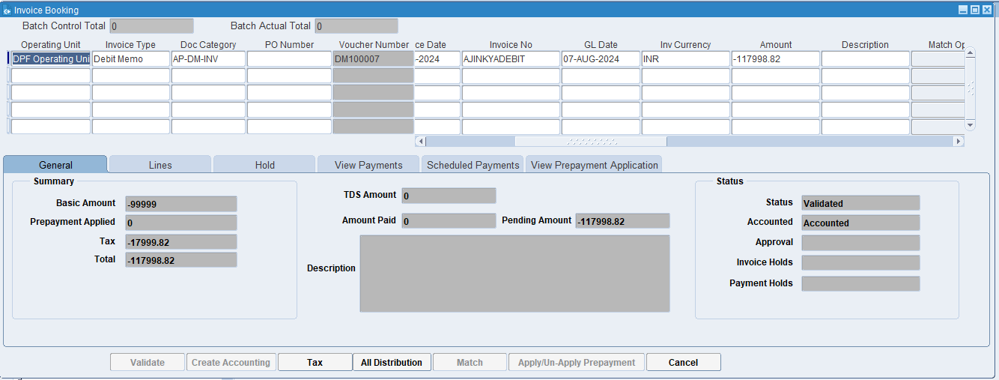 Invoice Booking
Batch Control Total 0 Batch Actual Total 0
Operating Unit Invoice Type Doc Category PO Number Voucher Number ce Date Invoice No GL Date Inv Currency Amount Description Match Op
DPF Operating Uni Debit Memo AP-DM-INV DM100007 -2024 AJINKYADEBIT 07-AUG-2024 INR -117998.82
General Lines Hold View Payments Scheduled Payments View Prepayment Application
Summary
Basic Amount -99999
Prepayment Applied 0
Tax -17999.82
Total -117998.82
TDS Amount 0
Amount Paid 0 Pending Amount -117998.82
Description
Status
Status Validated
Accounted Accounted
Approval
Invoice Holds
Payment Holds
Validate Create Accounting Tax All Distribution Match Apply/Un-Apply Prepayment Cancel